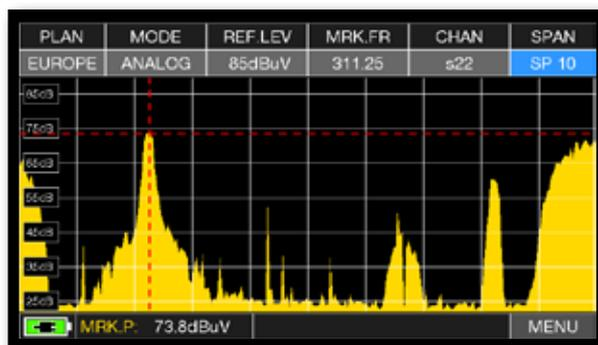 PLAN MODE REF.LEV MRK.FR CHAN SPAN
EUROPE ANALOG 85dBuV 311.25 s22 SP 10
85dB
75dB
65dB
55dB
45dB
35dB
25dB
MRK.P: 73.8dBuV MENU